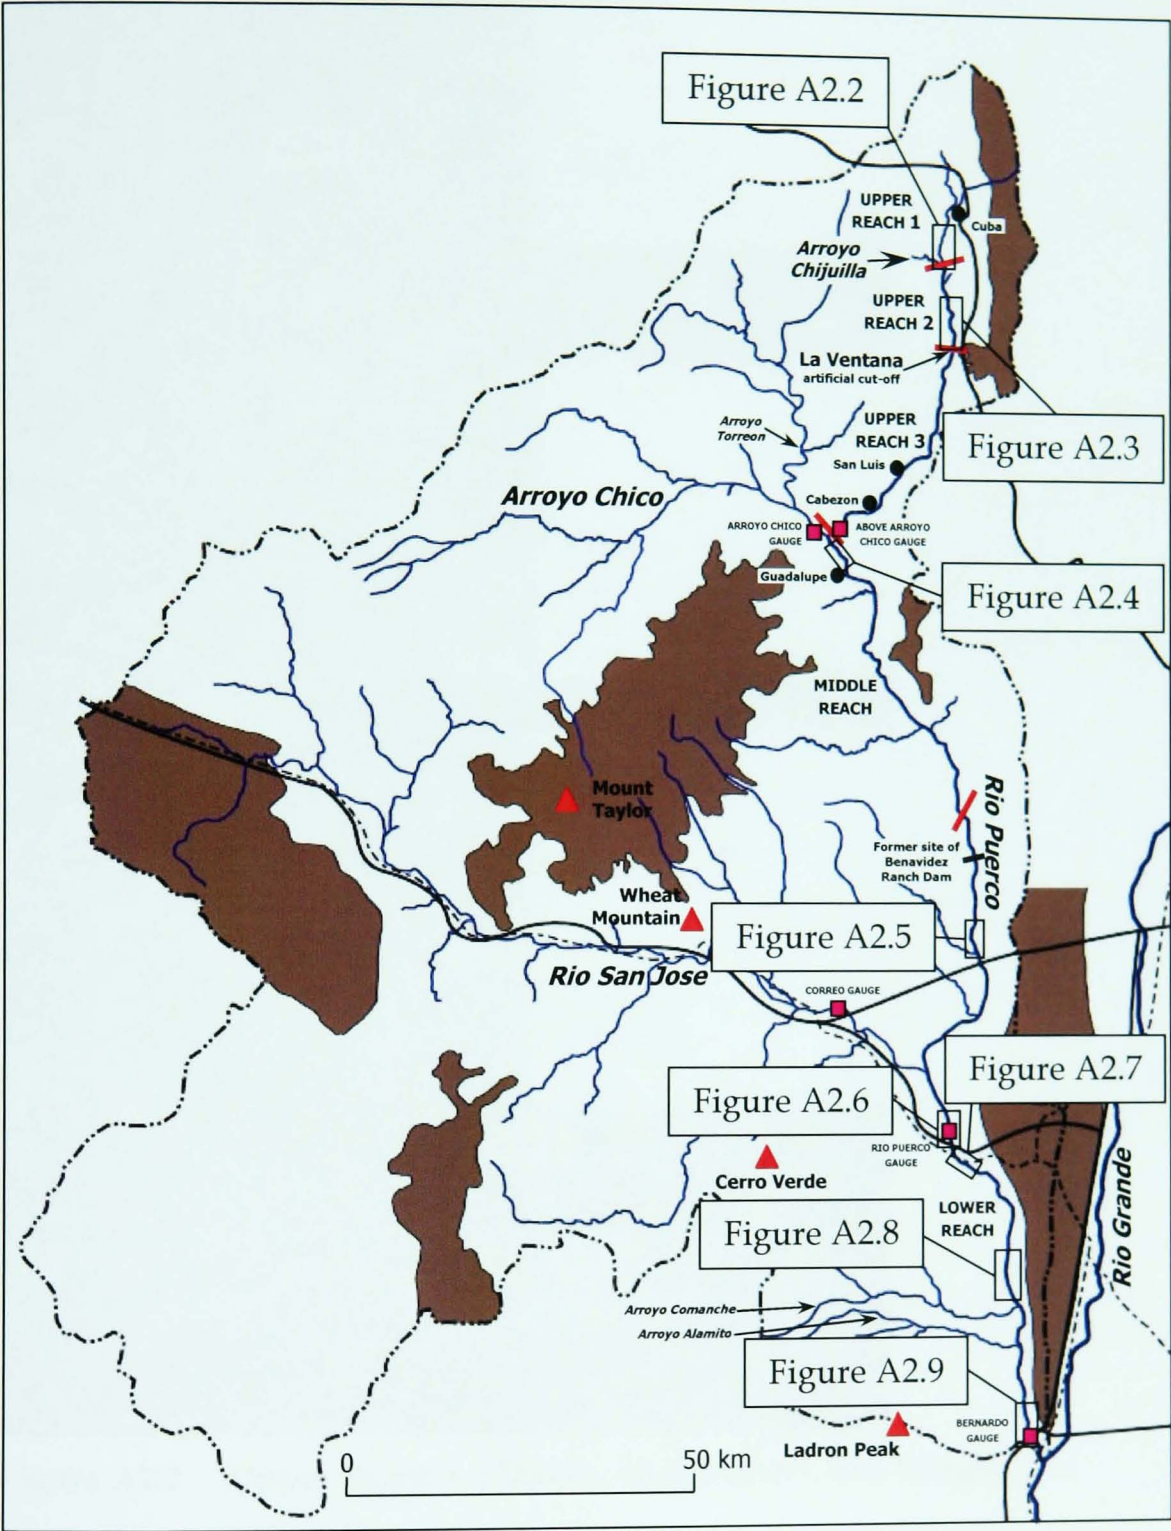 Figure A2.2
UPPER
REACH 1
Cuba
Arroyo
Chijuilla
UPPER
REACH 2
La Ventana
artificial cut-off
Arroyo
Torreon
UPPER
REACH 3
Figure A2.3
San Luis
Arroyo Chico
Cabezon
ARROYO CHICO
GAUGE
ABOVE ARROYO
CHICO GAUGE
Guadalupe
Figure A2.4
MIDDLE
REACH
Mount
Taylor
Rio Puerco
Former site of
Benavidez
Ranch Dam
Wheat
Mountain
Figure A2.5
Rio San Jose
CORREO GAUGE
Figure A2.7
Figure A2.6
RIO PUERCO
GAUGE
Cerro Verde
Rio Grande
LOWER
REACH
Figure A2.8
Arroyo Comanche
Arroyo Alamito
Figure A2.9
BERNARDO
GAUGE
Ladron Peak
0
50 km